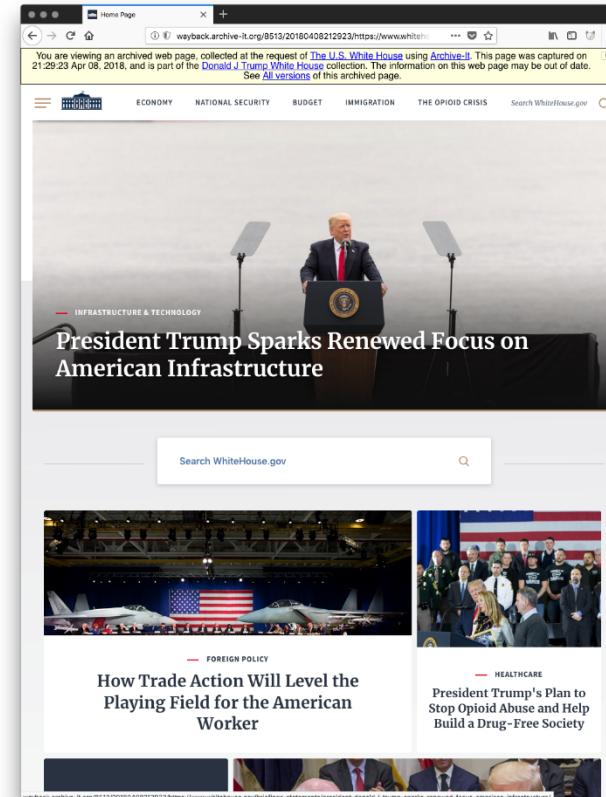 Home Page
wayback.archive-it.org/8513/20180408212923/https://www.whiteh
You are viewing an archived web page, collected at the request of The U.S. White House using Archive-It. This page was captured on
21:29:23 Apr 08, 2018, and is part of the Donald J Trump White House collection. The information on this web page may be out of date.
See All versions of this archived page.
ECONOMY NATIONAL SECURITY BUDGET IMMIGRATION THE OPIOID CRISIS Search WhiteHouse.gov
INFRASTRUCTURE & TECHNOLOGY
President Trump Sparks Renewed Focus on
American Infrastructure
Search WhiteHouse.gov
FOREIGN POLICY
How Trade Action Will Level the
Playing Field for the American
Worker
HEALTHCARE
President Trump's Plan to
Stop Opioid Abuse and Help
Build a Drug-Free Society